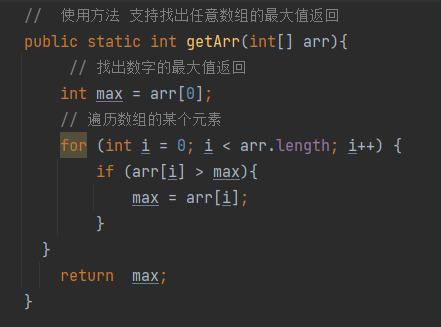 //  使用方法 支持找出任意数组的最大值返回
public static int getArr(int[] arr){
     // 找出数字的最大值返回
    int max = arr[0];
    // 遍历数组的某个元素
    for (int i = 0; i < arr.length; i++) {
        if (arr[i] > max){
            max = arr[i];
        }
  }
    return  max;
}